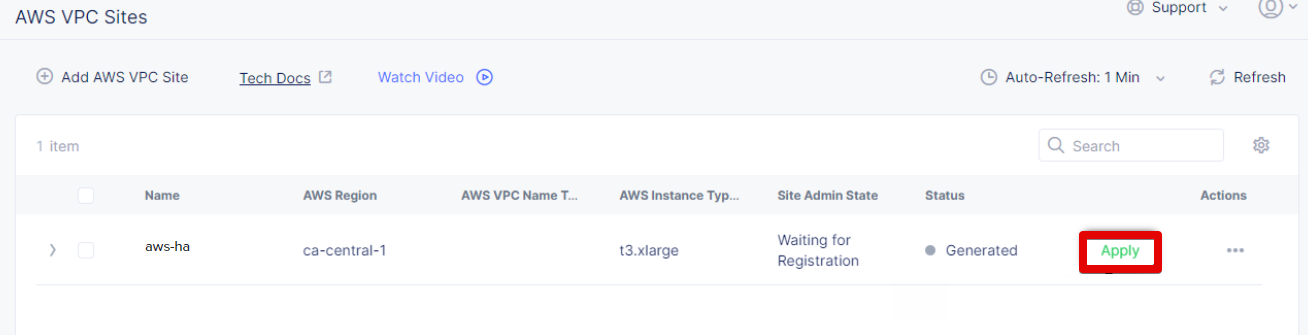 AWS VPC Sites
Support
Add AWS VPC Site Tech Docs Watch Video Auto-Refresh: 1 Min Refresh
1 item Search
Name AWS Region AWS VPC Name T... AWS Instance Typ... Site Admin State Status Actions
aws-ha ca-central-1 t3.xlarge Waiting for Generated Apply
Registration